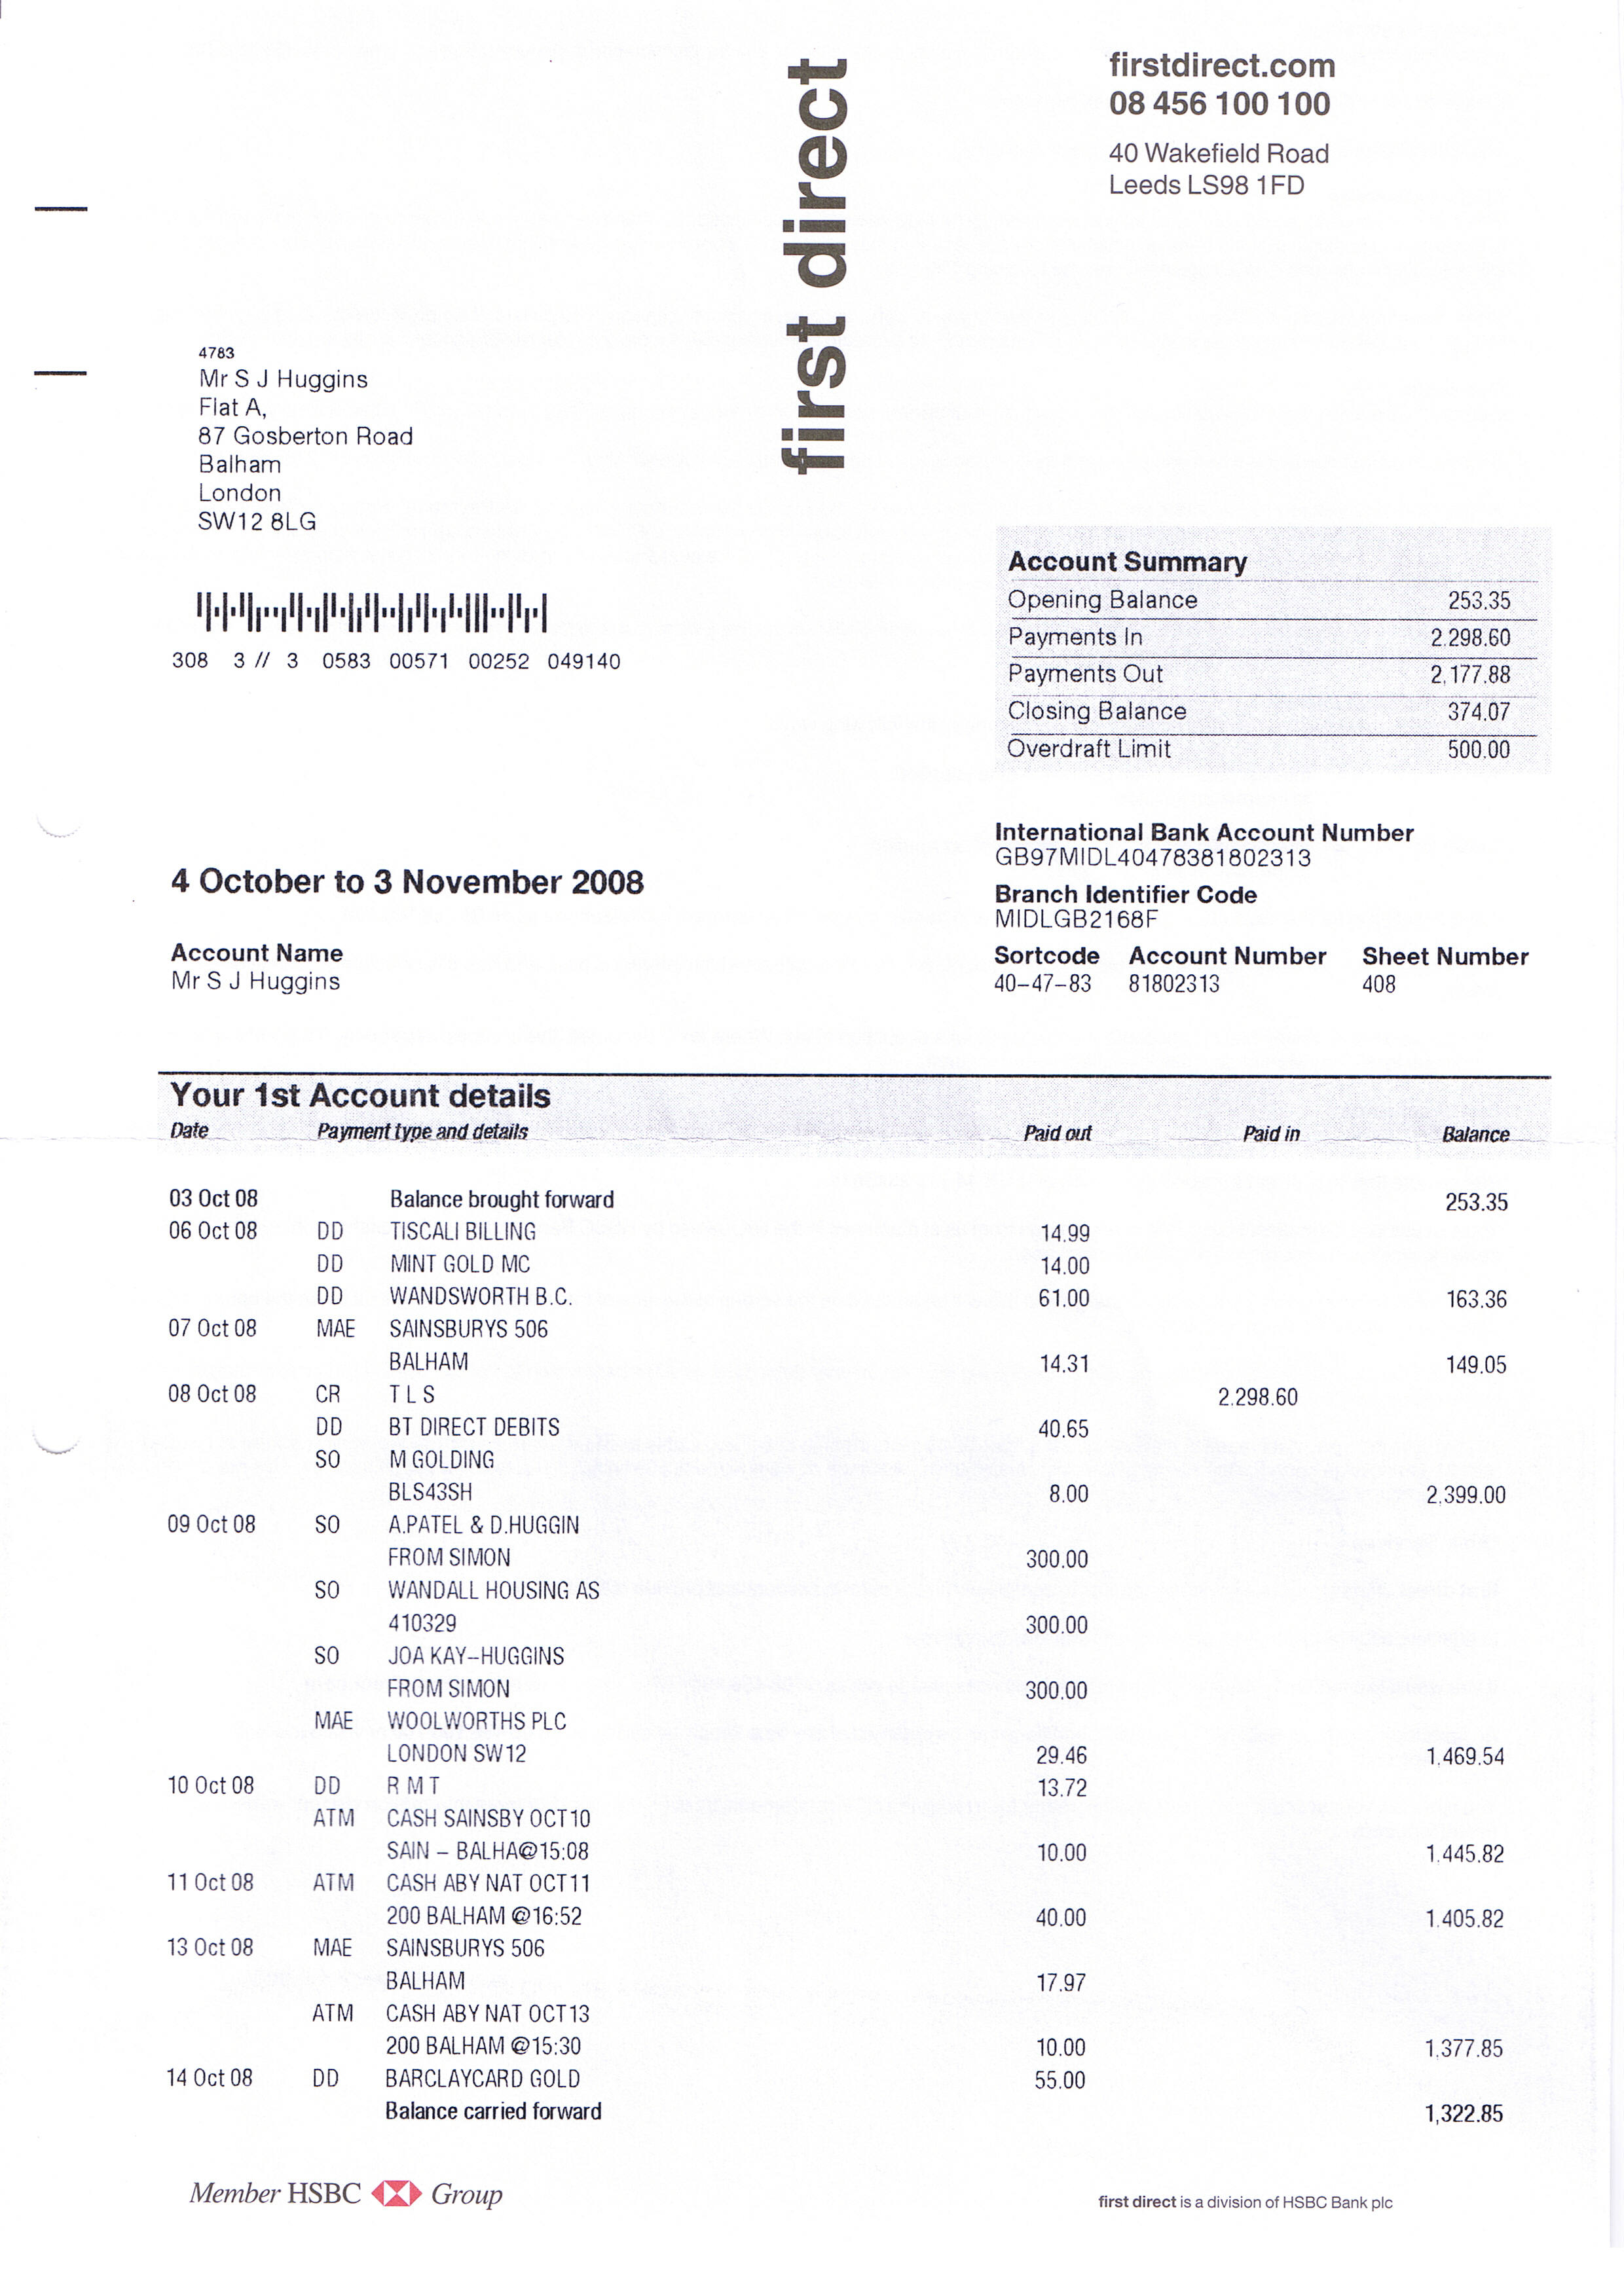 firstdirect.com
08 456 100 100
40 Wakefield Road
Leeds LS98 1FD
first direct
4783
Mr S J Huggins
Flat A,
87 Gosberton Road
Balham
London
SW12 8LG
308 3 // 3 0583 00571 00252 049140
Account Summary
Opening Balance 253.35
Payments In 2.298.60
Payments Out 2,177.88
Closing Balance 374.07
Overdraft Limit 500.00
International Bank Account Number
GB97MIDL40478381802313
Branch Identifier Code
MIDLGB2168F
Sortcode Account Number Sheet Number
40-47-83 81802313 408
4 October to 3 November 2008
Account Name
Mr S J Huggins
Your 1st Account details
Date Payment type and details Paid out Paid in Balance
03 Oct 08 Balance brought forward 253.35
06 Oct 08 DD TISCALI BILLING 14.99
DD MINT GOLD MC 14.00
DD WANDSWORTH B.C. 61.00 163.36
07 Oct 08 MAE SAINSBURYS 506
BALHAM 14.31 149.05
08 Oct 08 CR T L S 2.298.60
DD BT DIRECT DEBITS 40.65
SO M GOLDING
BLS43SH 8.00 2,399.00
09 Oct 08 SO A.PATEL & D.HUGGIN
FROM SIMON 300.00
SO WANDALL HOUSING AS
410329 300.00
SO JOA KAY-HUGGINS
FROM SIMON 300.00
MAE WOOLWORTHS PLC
LONDON SW12 29.46 1,469.54
10 Oct 08 DD R M T 13.72
ATM CASH SAINSBY OCT10
SAIN - BALHA@15:08 10.00 1.445.82
11 Oct 08 ATM CASH ABY NAT OCT11
200 BALHAM @16:52 40.00 1.405.82
13 Oct 08 MAE SAINSBURYS 506
BALHAM 17.97
ATM CASH ABY NAT OCT13
200 BALHAM @15:30 10.00 1.377.85
14 Oct 08 DD BARCLAYCARD GOLD 55.00
Balance carried forward 1,322.85
Member HSBC Group
first direct is a division of HSBC Bank plc